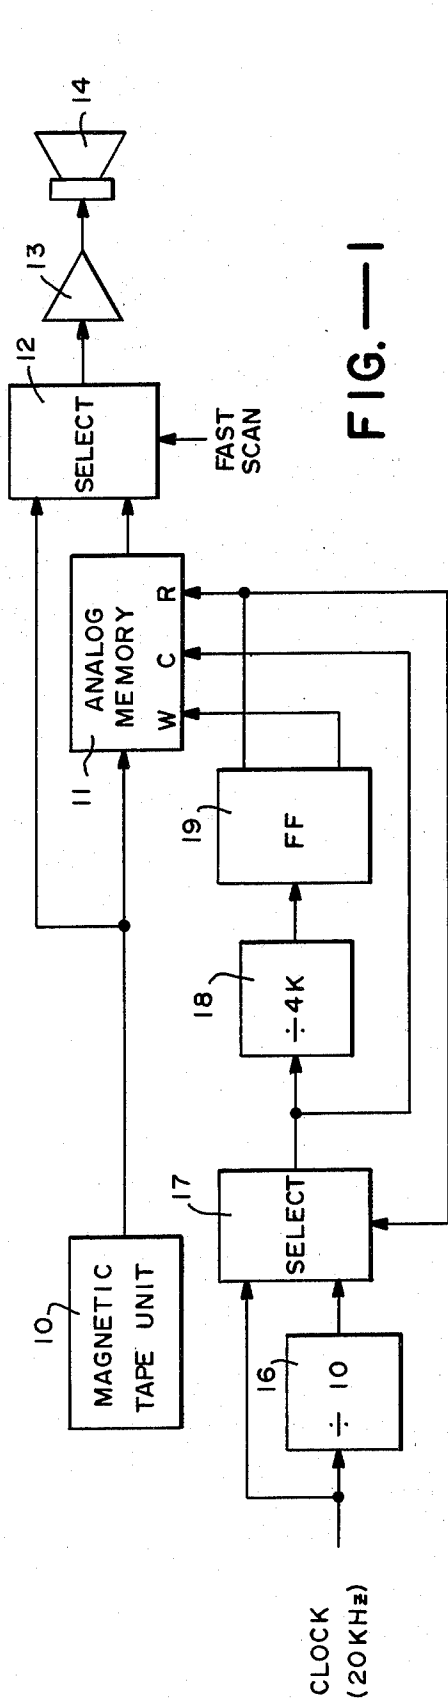 10
MAGNETIC
TAPE UNIT
11
ANALOG
MEMORY
W
C
R
12
SELECT
FAST
SCAN
13
14
CLOCK
(20KHz)
16
÷ 10
17
SELECT
18
÷4K
19
FF
FIG.—1